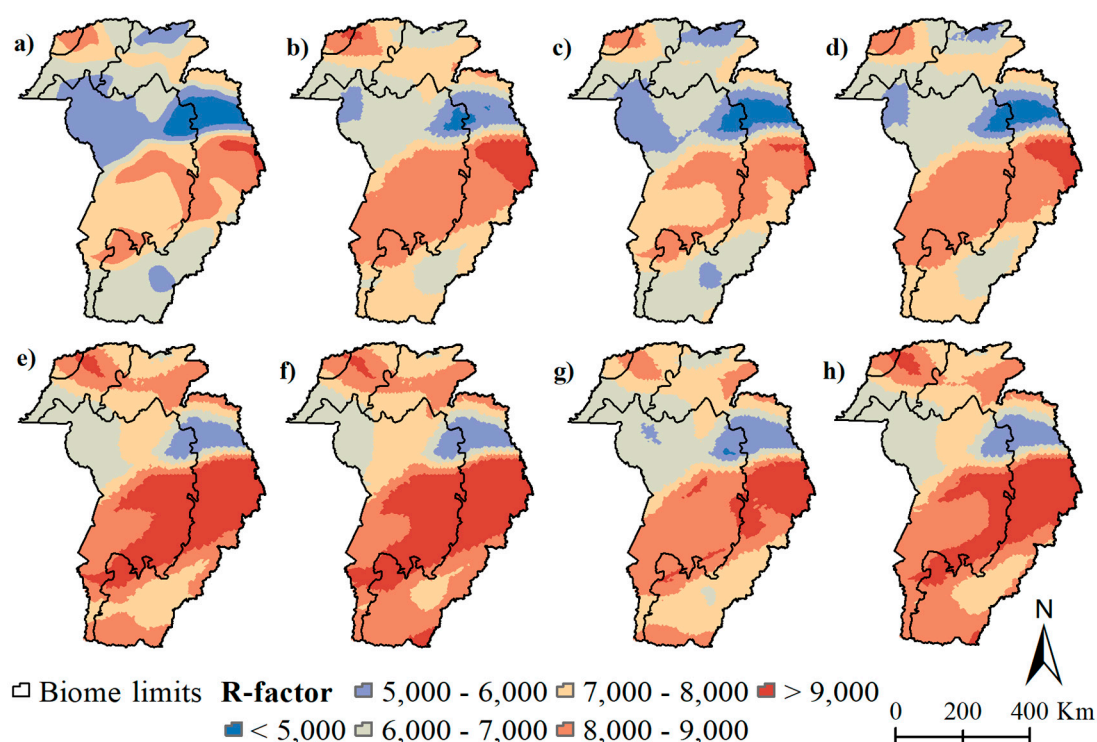 a) b) c) d)
e) f) g) h)
N
Biome limits R-factor 5,000 - 6,000 7,000 - 8,000 > 9,000
< 5,000 6,000 - 7,000 8,000 - 9,000
0 200 400 Km